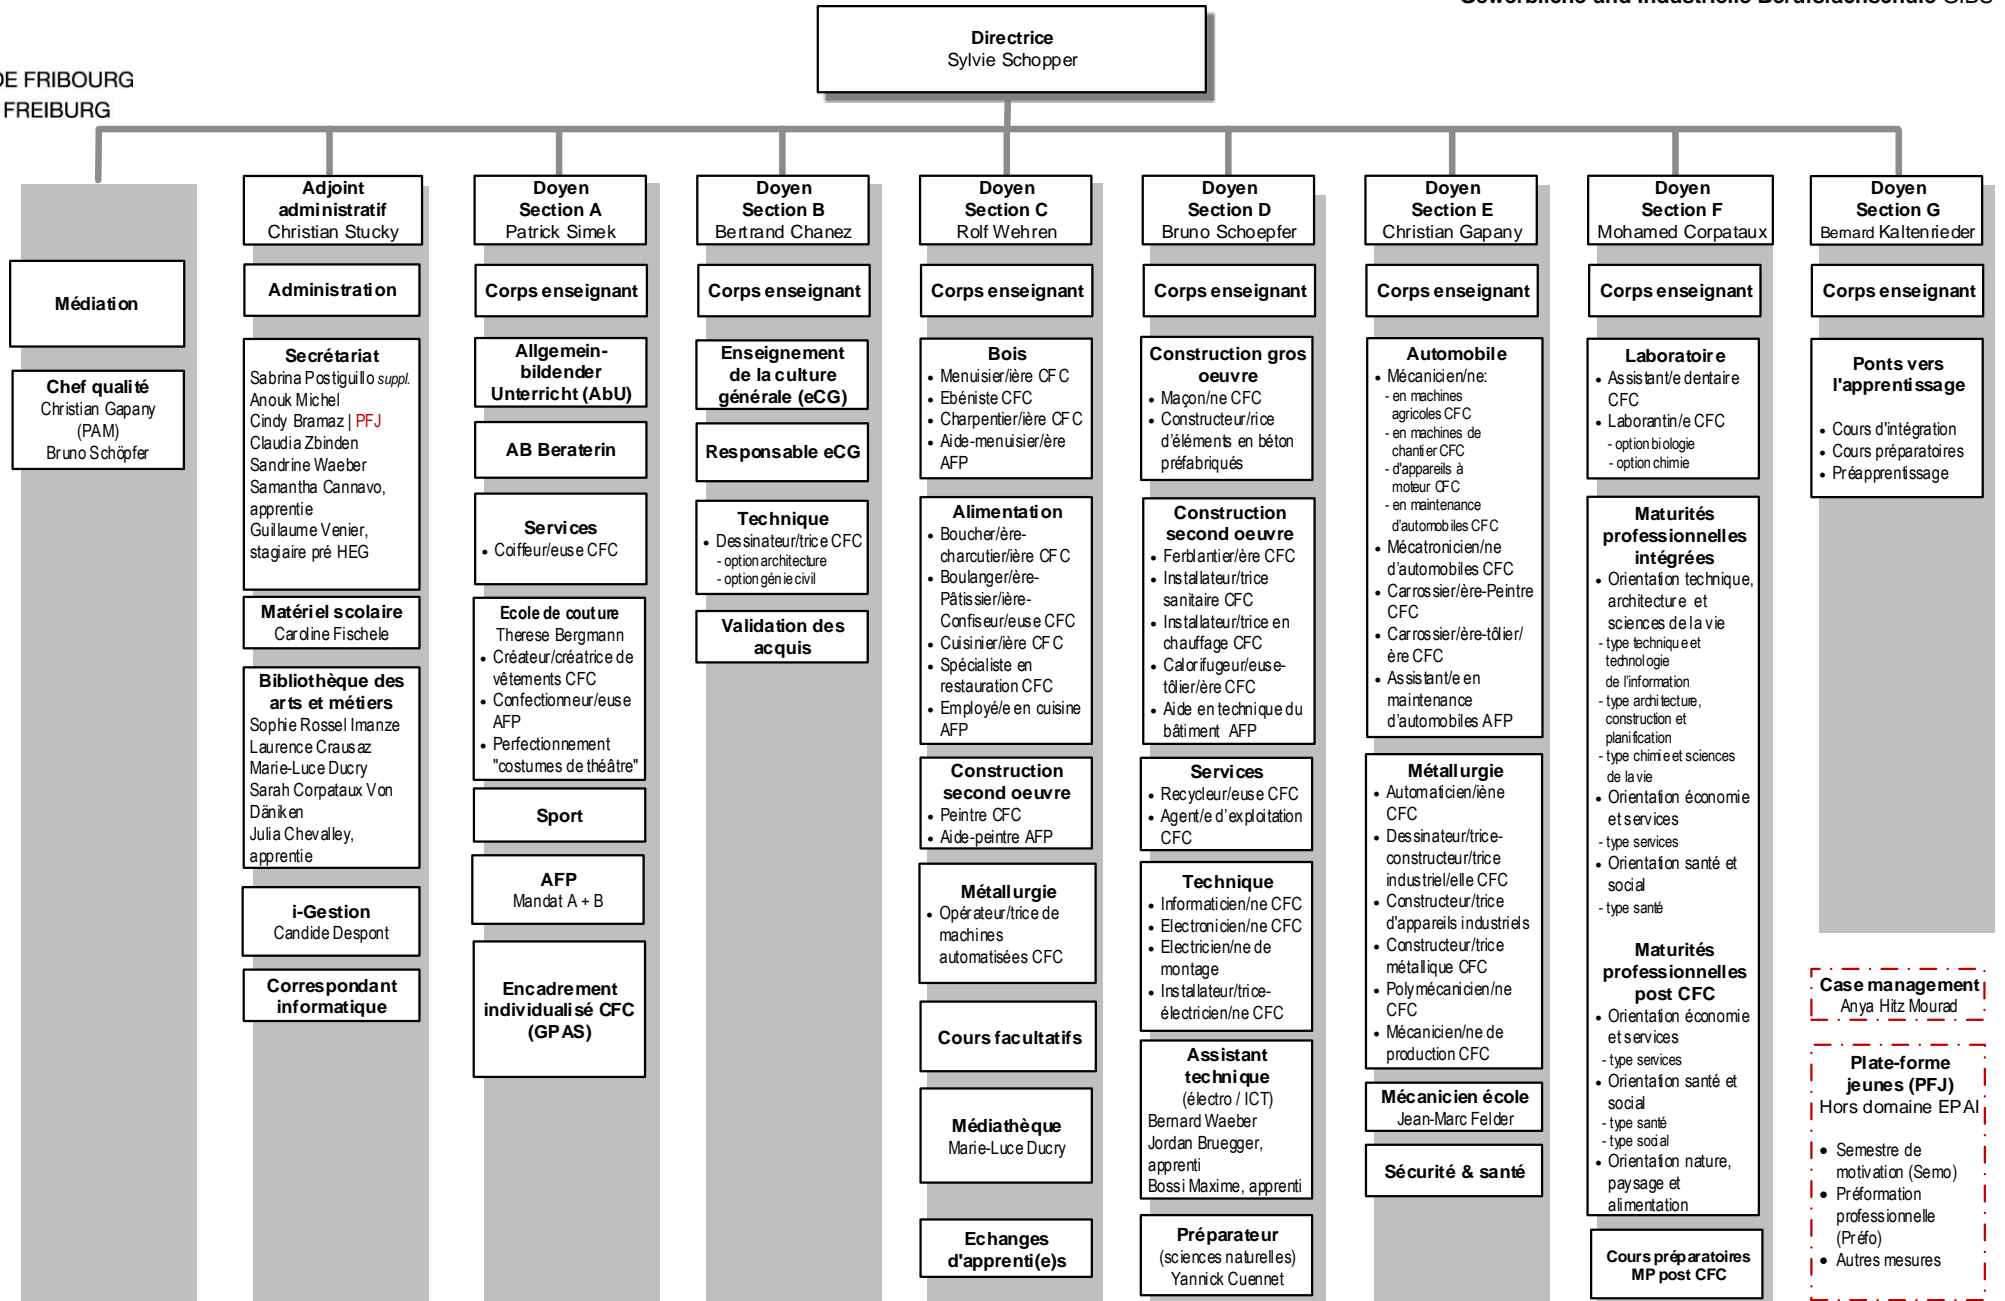 Gewerbliche und Industrielle Berufsfachschule GIBS
Directrice
Sylvie Schopper
DE FRIBOURG
FREIBURG
Médiation
Chef qualité
Christian Gapany
(PAM)
Bruno Schöpfer
Adjoint
administratif
Christian Stucky
Administration
Secrétariat
Sabrina Postiguillo suppl.
Anouk Michel
Cindy Bramaz | PFJ
Claudia Zbinden
Sandrine Waeber
Samantha Cannavo,
apprentie
Guillaume Venier,
stagiaire pré HEG
Matériel scolaire
Caroline Fischele
Bibliothèque des
arts et métiers
Sophie Rossel Imanze
Laurence Crausaz
Marie-Luce Ducry
Sarah Corpataux Von
Däniken
Julia Chevalley,
apprentie
i-Gestion
Candide Despont
Correspondant
informatique
Doyen
Section A
Patrick Simek
Corps enseignant
Allgemein-
bildender
Unterricht (AbU)
AB Beraterin
Services
• Coiffeur/euse CFC
Ecole de couture
Therese Bergmann
• Créateur/créatrice de
vêtements CFC
• Confectionneur/euse
AFP
• Perfectionnement
"costumes de théâtre"
Sport
AFP
Mandat A + B
Encadrement
individualisé CFC
(GPAS)
Doyen
Section B
Bertrand Chanez
Corps enseignant
Enseignement
de la culture
générale (eCG)
Responsable eCG
Technique
• Dessinateur/trice CFC
- option architecture
- option génie civil
Validation des
acquis
Doyen
Section C
Rolf Wehren
Corps enseignant
Bois
• Menuisier/ière CFC
• Ebéniste CFC
• Charpentier/ière CFC
• Aide-menuisier/ère
AFP
Alimentation
• Boucher/ère-
charcutier/ière CFC
• Boulanger/ère-
Pâtissier/ière-
Confiseur/euse CFC
• Cuisinier/ière CFC
• Spécialiste en
restauration CFC
• Employé/e en cuisine
AFP
Construction
second oeuvre
• Peintre CFC
• Aide-peintre AFP
Métallurgie
• Opérateur/trice de
machines
automatisées CFC
Cours facultatifs
Médiathèque
Marie-Luce Ducry
Echanges
d'apprenti(e)s
Doyen
Section D
Bruno Schoepfer
Corps enseignant
Construction gros
oeuvre
• Maçon/ne CFC
• Constructeur/rice
d'éléments en béton
préfabriqués
Construction
second oeuvre
• Ferblantier/ère CFC
• Installateur/trice
sanitaire CFC
• Installateur/trice en
chauffage CFC
• Calorifugeur/euse-
tôlier/ère CFC
• Aide en technique du
bâtiment AFP
Services
• Recycleur/euse CFC
• Agent/e d'exploitation
CFC
Technique
• Informaticien/ne CFC
• Electronicien/ne CFC
• Electricien/ne de
montage
• Installateur/trice-
électricien/ne CFC
Assistant
technique
(électro / ICT)
Bernard Waeber
Jordan Bruegger,
apprenti
Bossi Maxime, apprenti
Préparateur
(sciences naturelles)
Yannick Cuennet
Doyen
Section E
Christian Gapany
Corps enseignant
Automobile
• Mécanicien/ne:
- en machines
agricoles CFC
- en machines de
chantier CFC
- d'appareils à
moteur CFC
- en maintenance
d'automobiles CFC
• Mécatronicien/ne
d'automobiles CFC
• Carrossier/ère-Peintre
CFC
• Carrossier/ère-tôlier/
ère CFC
• Assistant/e en
maintenance
d'automobiles AFP
Métallurgie
• Automaticien/iène
CFC
• Dessinateur/trice-
constructeur/trice
industriel/elle CFC
• Constructeur/trice
d'appareils industriels
• Constructeur/trice
métallique CFC
• Polymécanicien/ne
CFC
• Mécanicien/ne de
production CFC
Mécanicien école
Jean-Marc Felder
Sécurité & santé
Doyen
Section F
Mohamed Corpataux
Corps enseignant
Laboratoire
• Assistant/e dentaire
CFC
• Laborantin/e CFC
- option biologie
- option chimie
Maturités
professionnelles
intégrées
• Orientation technique,
architecture et
sciences de la vie
- type technique et
technologie
de l'information
- type architecture,
construction et
planification
- type chimie et sciences
de la vie
• Orientation économie
et services
- type services
• Orientation santé et
social
- type santé
Maturités
professionnelles
post CFC
• Orientation économie
et services
- type services
• Orientation santé et
social
- type santé
- type social
• Orientation nature,
paysage et
alimentation
Cours préparatoires
MP post CFC
Doyen
Section G
Bernard Kaltenrieder
Corps enseignant
Ponts vers
l'apprentissage
• Cours d'intégration
• Cours préparatoires
• Préapprentissage
Case management
Anya Hitz Mourad
Plate-forme
jeunes (PFJ)
Hors domaine EPAI
• Semestre de
motivation (Semo)
• Préformation
professionnelle
(Préfo)
• Autres mesures